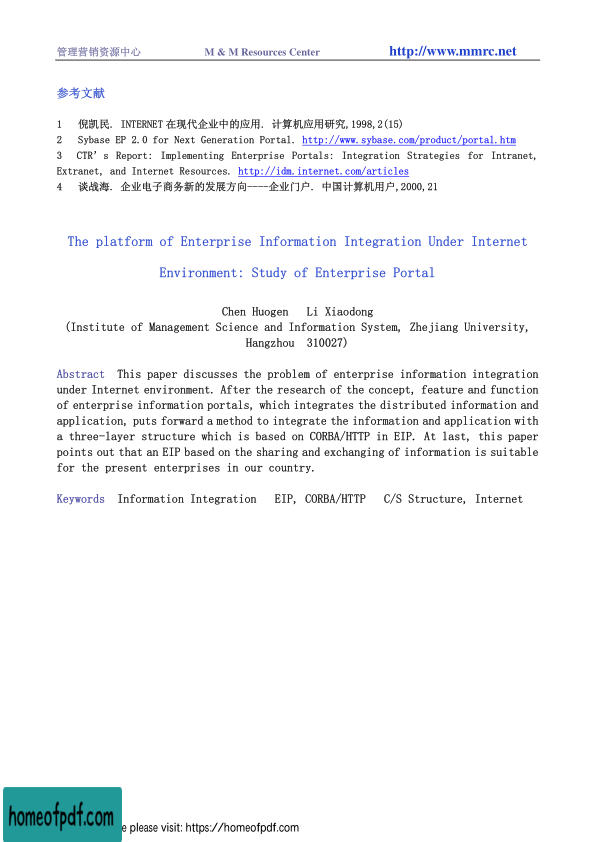 管理营销资源中心 M & M Resources Center http://www.mmrc.net
参考文献
1 倪凯民. INTERNET在现代企业中的应用. 计算机应用研究,1998,2(15)
2 Sybase EP 2.0 for Next Generation Portal. http://www.sybase.com/product/portal.htm
3 CTR's Report: Implementing Enterprise Portals: Integration Strategies for Intranet,
Extranet, and Internet Resources. http://idm.internet.com/articles
4 谈战海. 企业电子商务新的发展方向----企业门户. 中国计算机用户,2000,21
The platform of Enterprise Information Integration Under Internet
Environment: Study of Enterprise Portal
Chen Huogen Li Xiaodong
(Institute of Management Science and Information System, Zhejiang University,
Hangzhou 310027)
Abstract This paper discusses the problem of enterprise information integration
under Internet environment. After the research of the concept, feature and function
of enterprise information portals, which integrates the distributed information and
application, puts forward a method to integrate the information and application with
a three-layer structure which is based on CORBA/HTTP in EIP. At last, this paper
points out that an EIP based on the sharing and exchanging of information is suitable
for the present enterprises in our country.
Keywords Information Integration EIP, CORBA/HTTP C/S Structure, Internet
homeofpdf.com
e please visit: https://homeofpdf.com